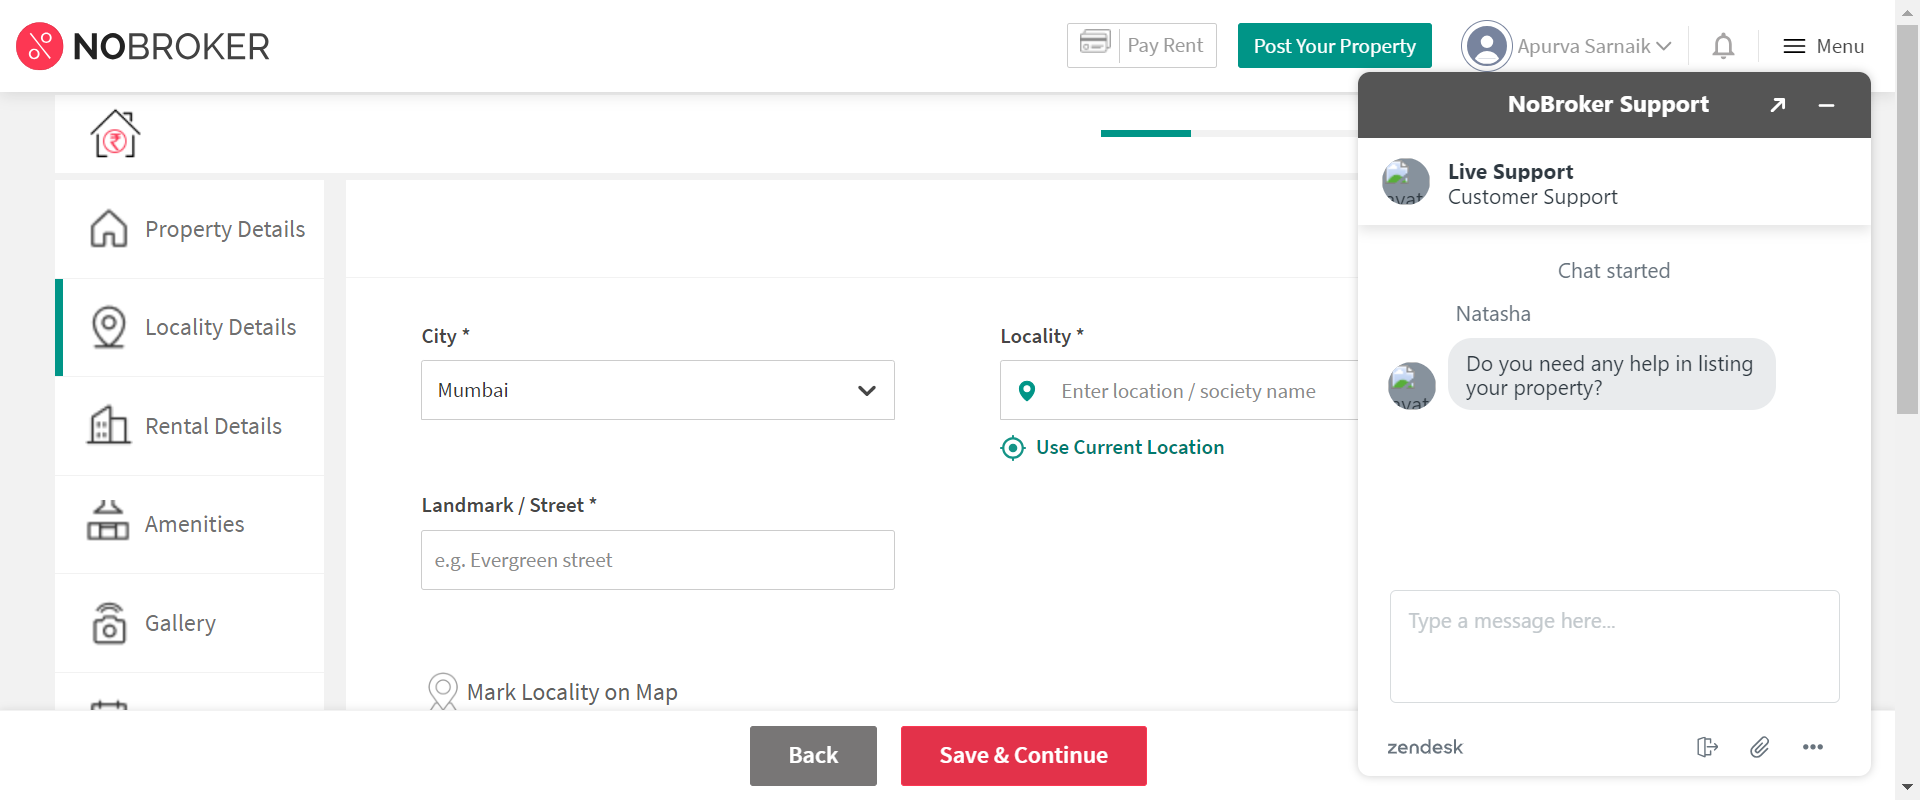 NOBROKER
Pay Rent
Post Your Property
Apurva Sarnaik
Menu
Property Details
Locality Details
Rental Details
Amenities
Gallery
City *
Mumbai
Locality *
Enter location / society name
Use Current Location
Landmark / Street *
e.g. Evergreen street
Mark Locality on Map
Back
Save & Continue
NoBroker Support
Live Support
Customer Support
Chat started
Natasha
Do you need any help in listing
your property?
Type a message here...
zendesk